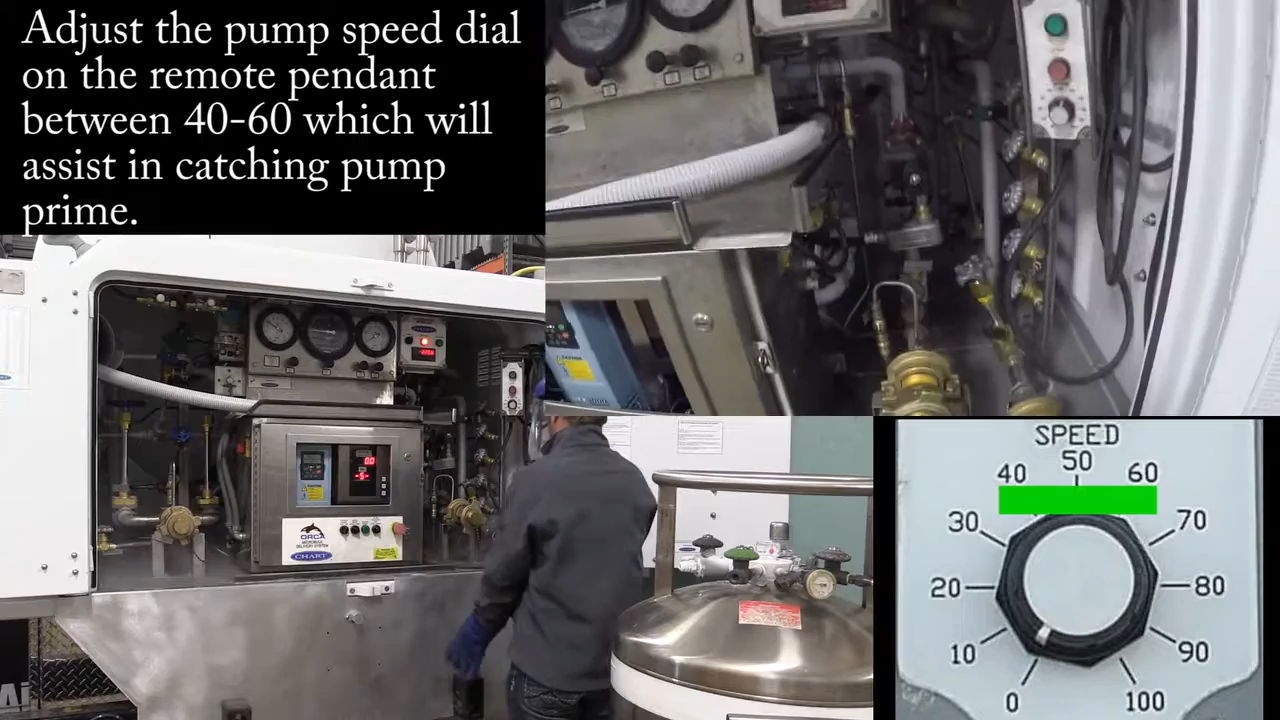 Adjust the pump speed dial
on the remote pendant
between 40-60 which will
assist in catching pump
prime.
ORCA
CHART
SPEED
40 50 60
30 70
20 80
10 90
0 100